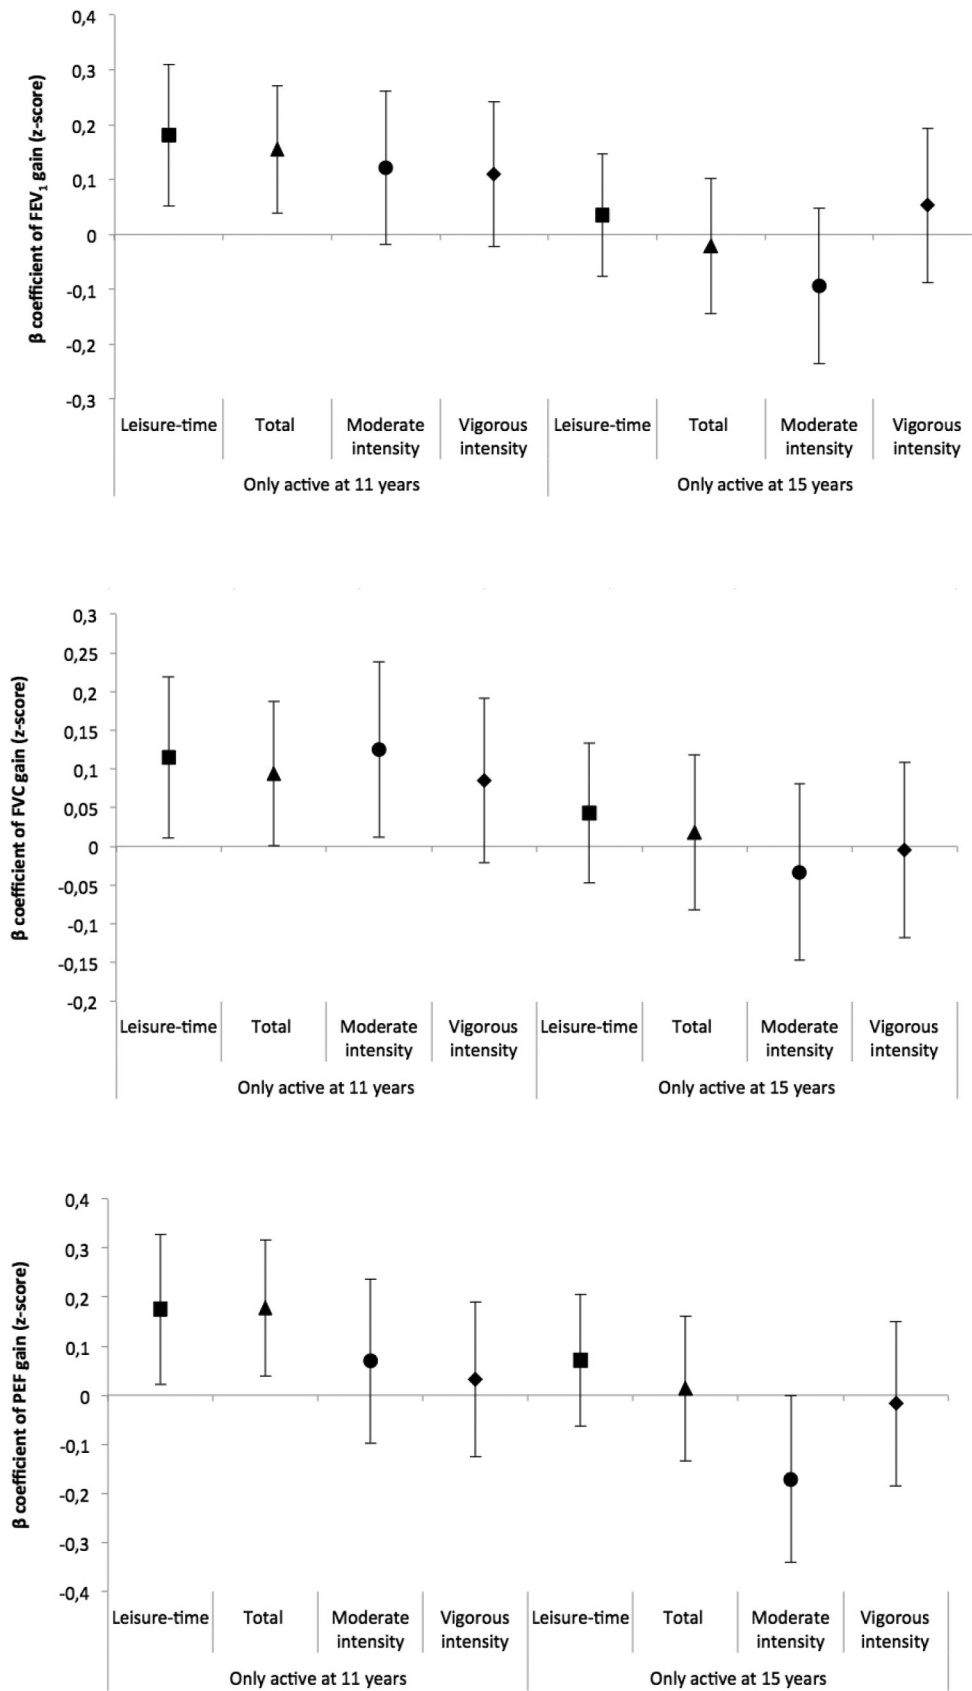 β coefficient of FEV₁ gain (z-score)
0,4
0,3
0,2
0,1
0
-0,1
-0,2
-0,3
Leisure-time Total Moderate Vigorous Leisure-time Total Moderate Vigorous
intensity intensity intensity intensity
Only active at 11 years Only active at 15 years
β coefficient of FVC gain (z-score)
0,3
0,25
0,2
0,15
0,1
0,05
0
-0,05
-0,1
-0,15
-0,2
Leisure-time Total Moderate Vigorous Leisure-time Total Moderate Vigorous
intensity intensity intensity intensity
Only active at 11 years Only active at 15 years
β coefficient of PEF gain (z-score)
0,4
0,3
0,2
0,1
0
-0,1
-0,2
-0,3
-0,4
Leisure-time Total Moderate Vigorous Leisure-time Total Moderate Vigorous
intensity intensity intensity intensity
Only active at 11 years Only active at 15 years